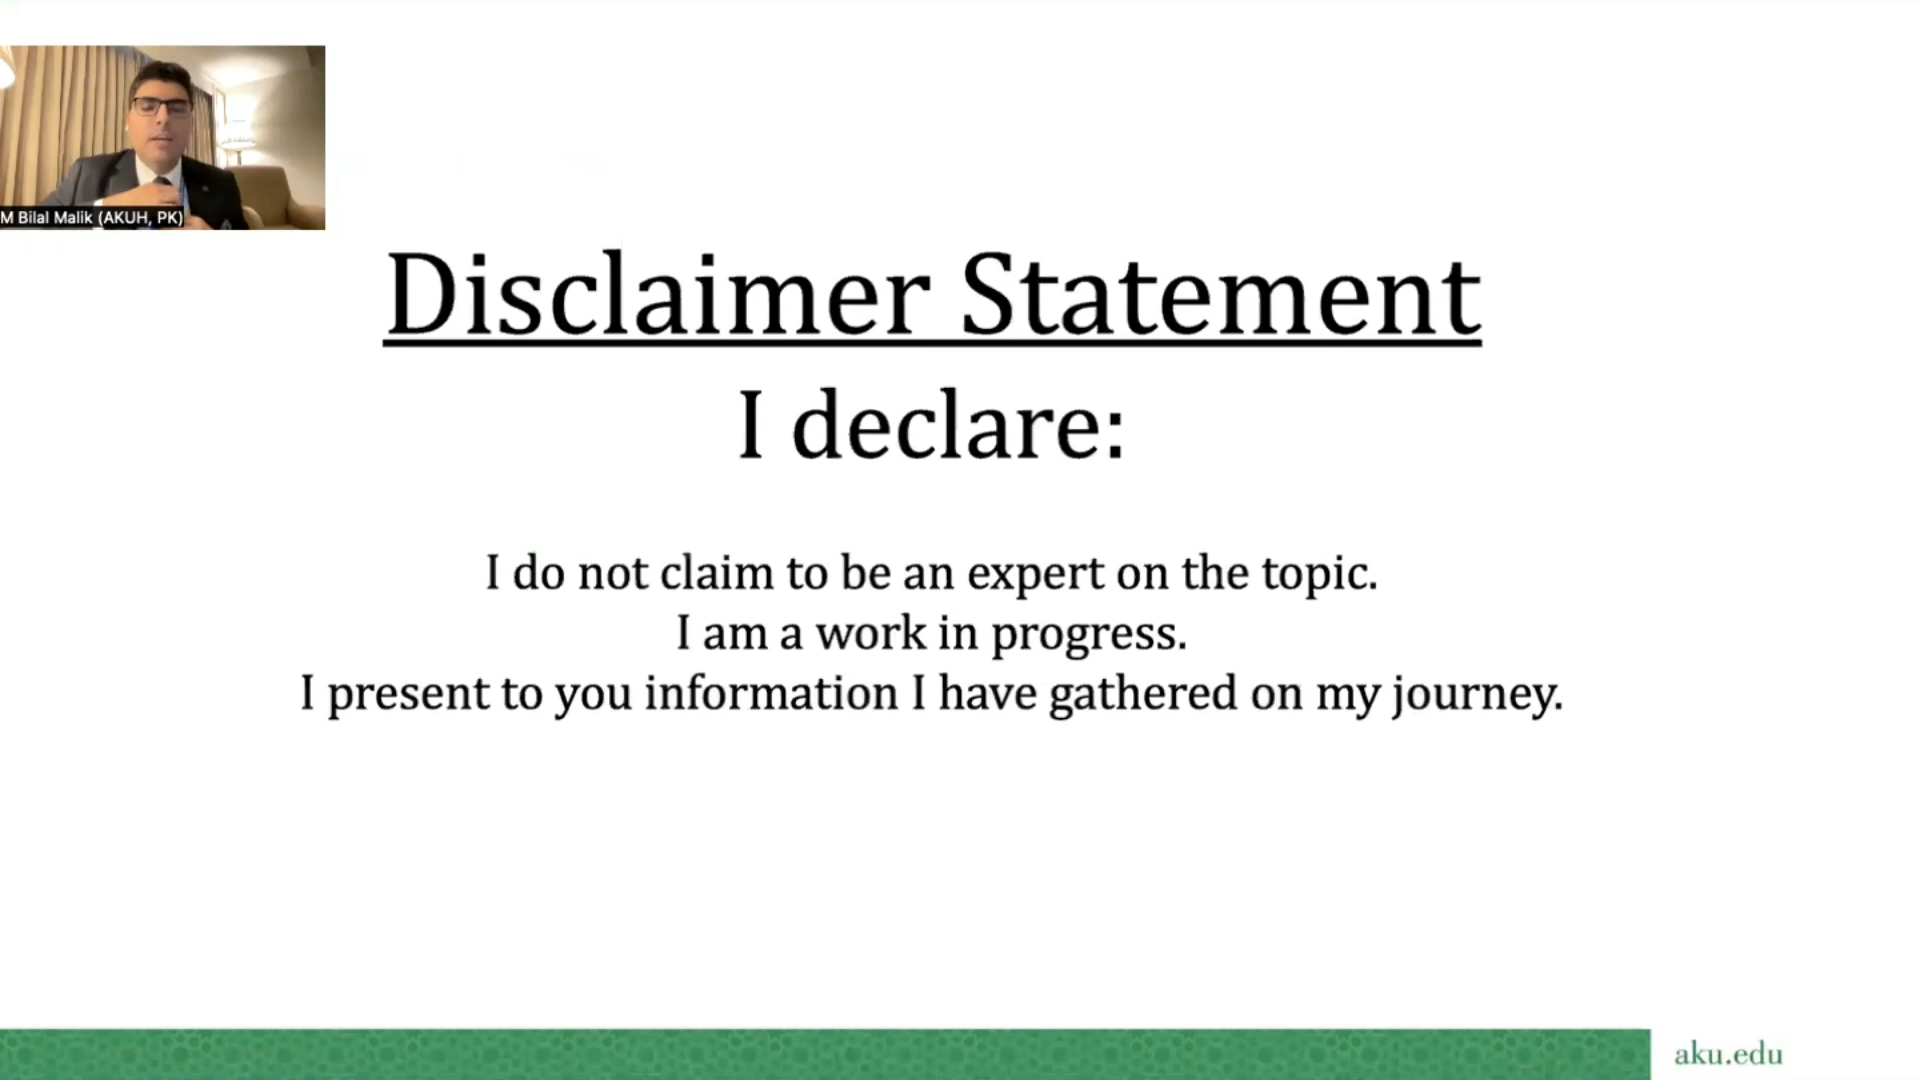 M Bilal Malik (AKUH, PK)
Disclaimer Statement
I declare:
I do not claim to be an expert on the topic.
I am a work in progress.
I present to you information I have gathered on my journey.
aku.edu